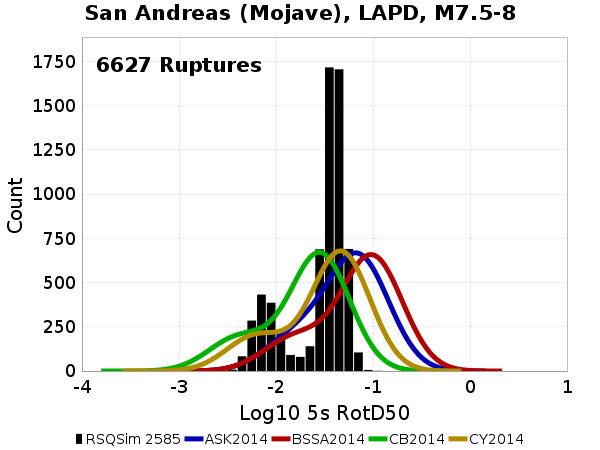 San Andreas (Mojave), LAPD, M7.5-8
6627 Ruptures
Count
1750
1500
1250
1000
750
500
250
0
-4 -3 -2 -1 0 1
Log10 5s RotD50
RSQSim 2585 ASK2014 BSSA2014 CB2014 CY2014